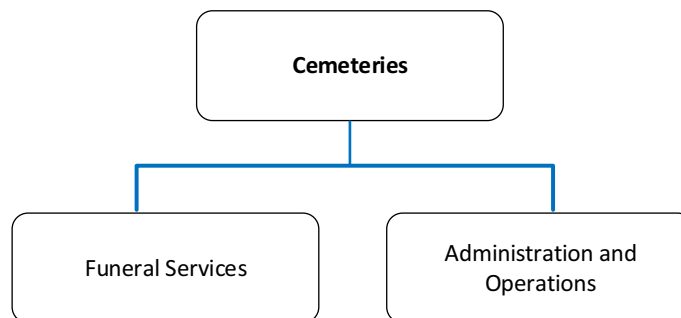 Cemeteries
Funeral Services
Administration and
Operations